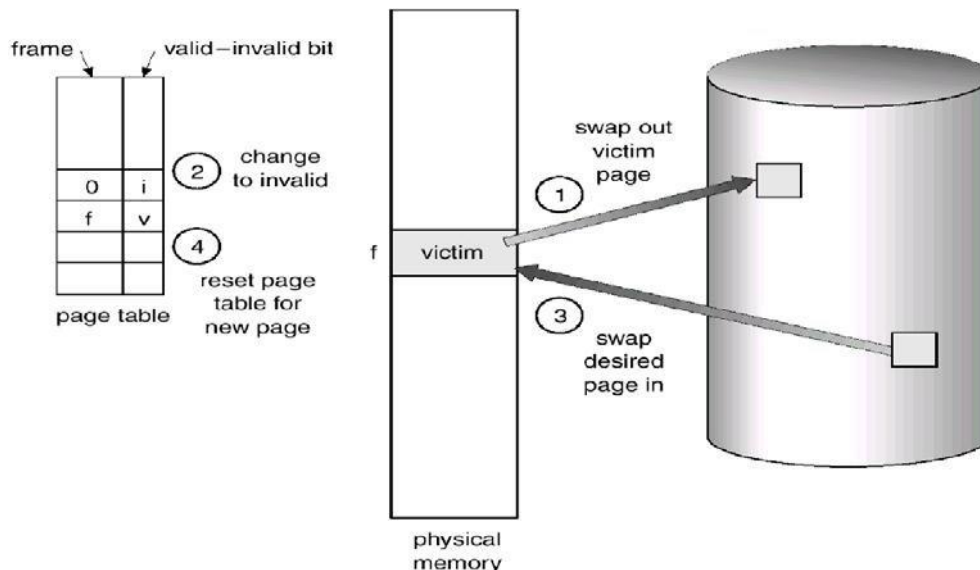 frame
valid–invalid bit
2
change
to invalid
0 i
f v
4
reset page
table for
new page
page table
f
victim
swap out
victim
page
1
3
swap
desired
page in
physical
memory